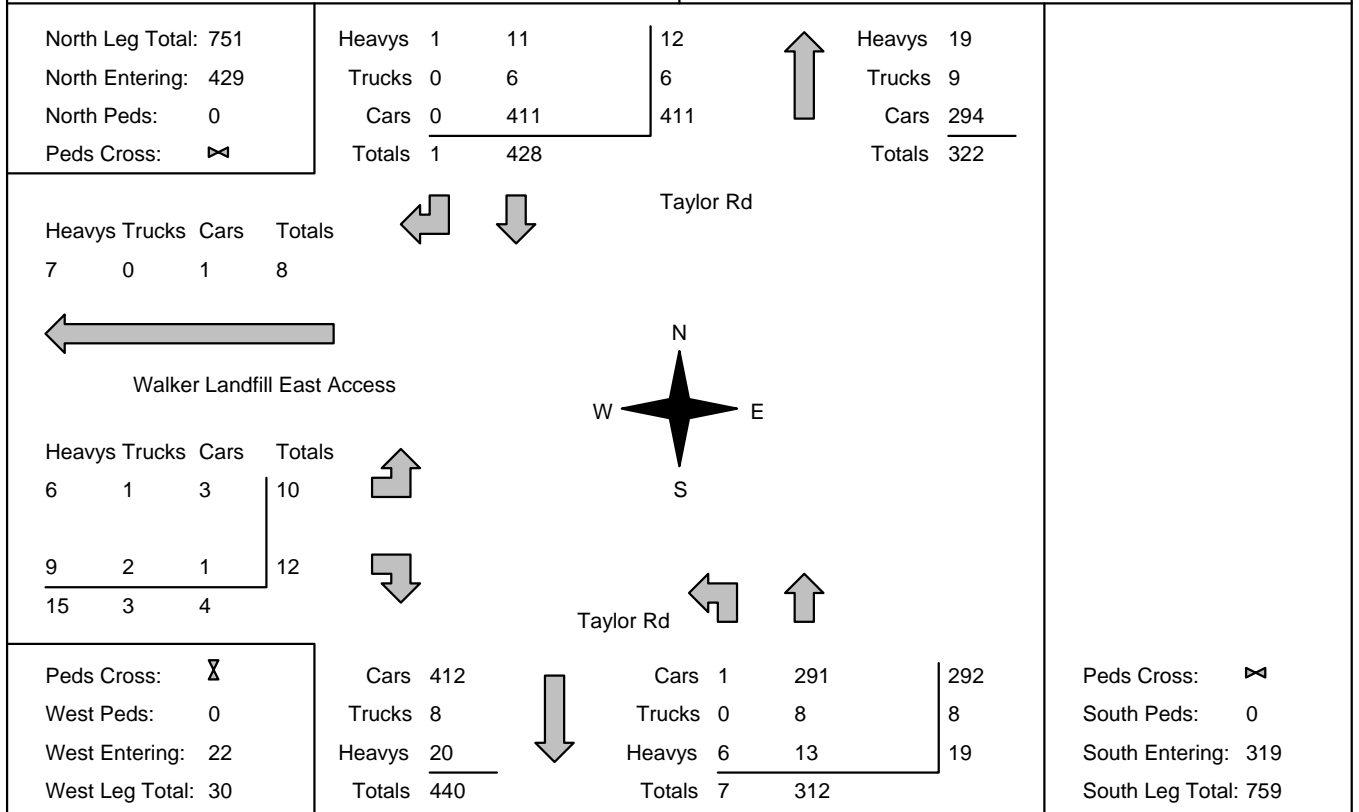 North Leg Total: 751
North Entering: 429
North Peds: 0
Peds Cross:
Heavys 1 11 12
Trucks 0 6 6
Cars 0 411 411
Totals 1 428
Heavys 19
Trucks 9
Cars 294
Totals 322
Taylor Rd
Heavys Trucks Cars Totals
7 0 1 8
Walker Landfill East Access
N
W E
S
Heavys Trucks Cars Totals
6 1 3 10
9 2 1 12
15 3 4
Taylor Rd
Peds Cross:
West Peds: 0
West Entering: 22
West Leg Total: 30
Cars 412
Trucks 8
Heavys 20
Totals 440
Cars 1 291 292
Trucks 0 8 8
Heavys 6 13 19
Totals 7 312
Peds Cross:
South Peds: 0
South Entering: 319
South Leg Total: 759